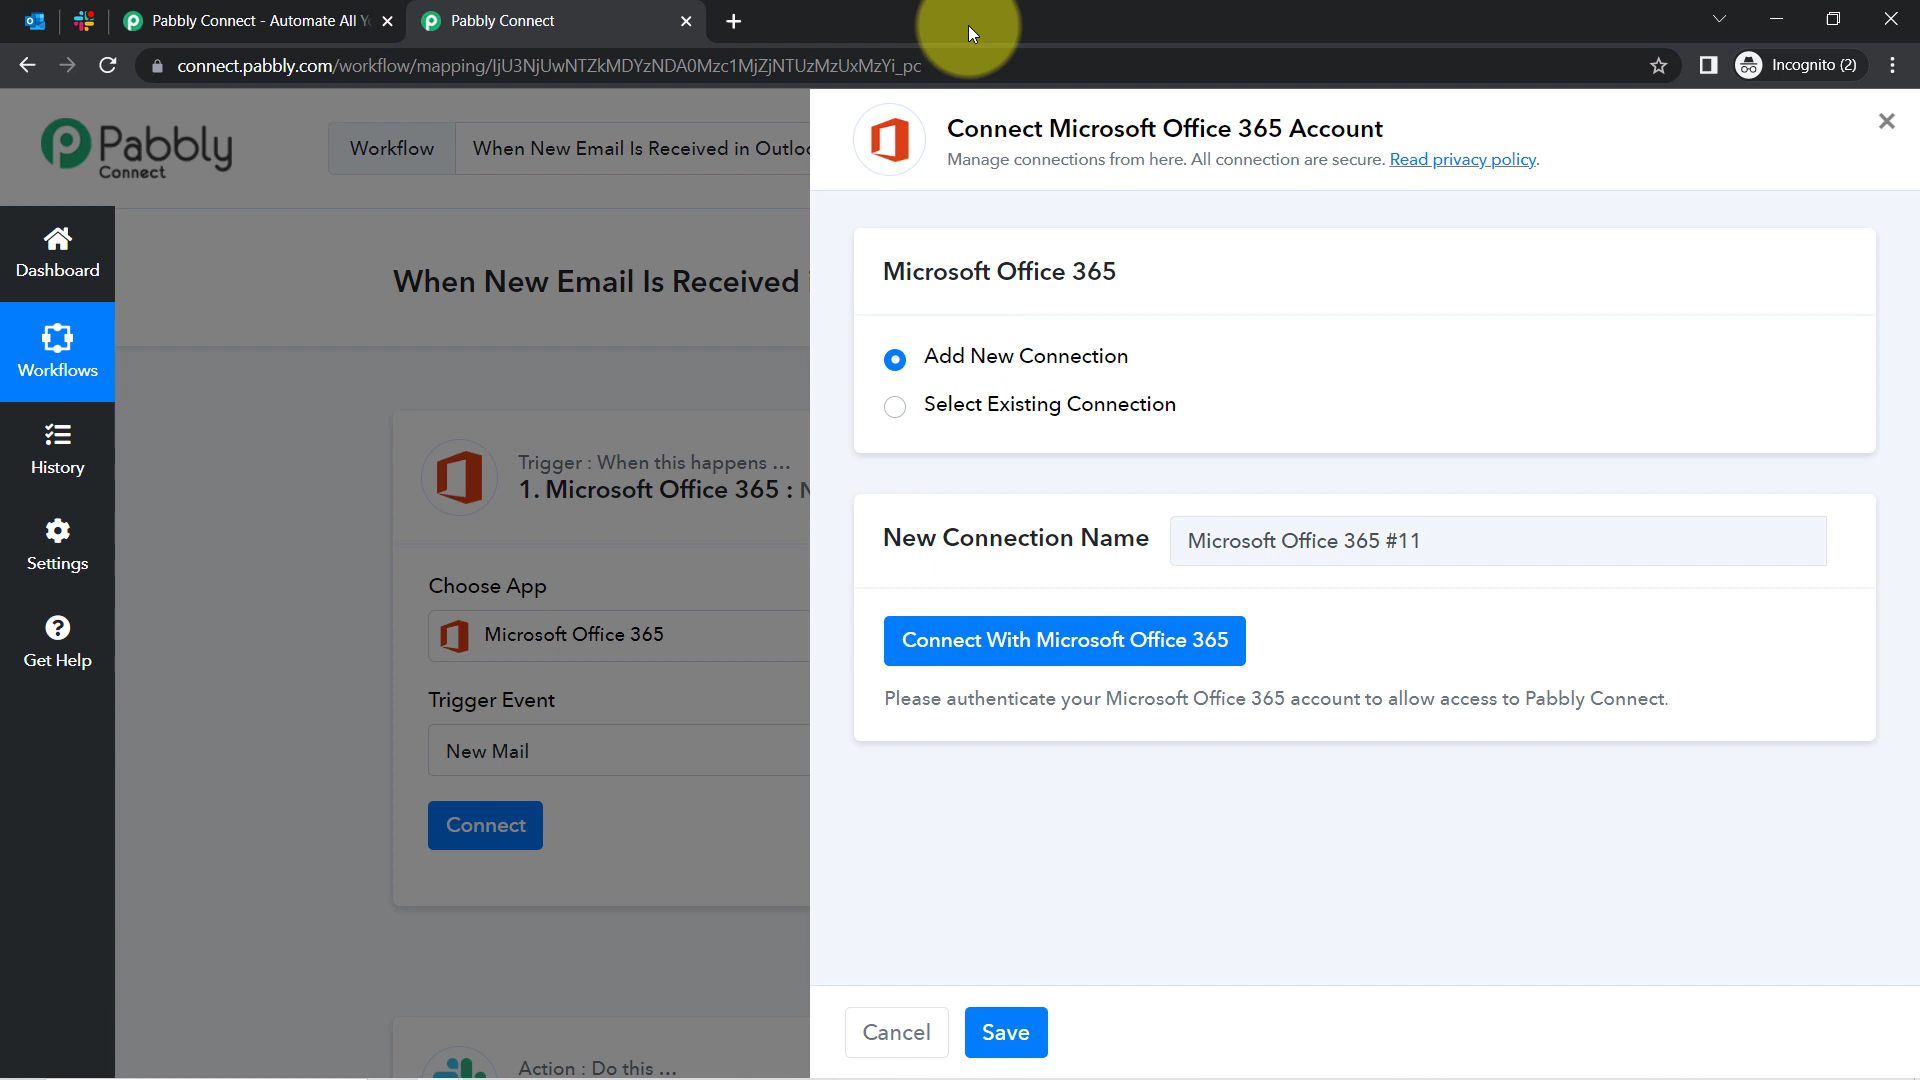 Pabbly Connect - Automate All Y
Pabbly Connect
connect.pabbly.com/workflow/mapping/IjU3NjUwNTZkMDYzNDA0Mzc1MjZjNTUzMzUxMzYi_pc
Incognito (2)
Pabbly
Connect
Workflow
When New Email Is Received in Outloo
Connect Microsoft Office 365 Account
Manage connections from here. All connection are secure. Read privacy policy.
Dashboard
Workflows
History
Settings
Get Help
When New Email Is Received i
Trigger : When this happens ...
1. Microsoft Office 365 : N
Choose App
Microsoft Office 365
Trigger Event
New Mail
Connect
Action : Do this ...
Microsoft Office 365
Add New Connection
Select Existing Connection
New Connection Name
Microsoft Office 365 #11
Connect With Microsoft Office 365
Please authenticate your Microsoft Office 365 account to allow access to Pabbly Connect.
Cancel
Save